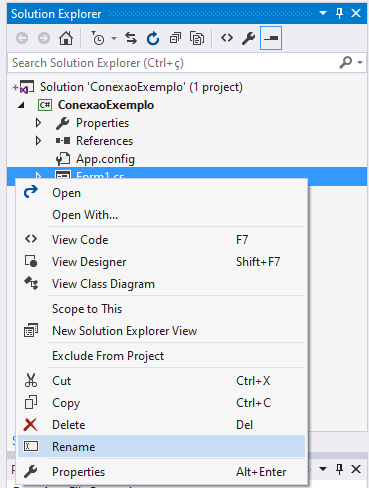 Solution Explorer
Search Solution Explorer (Ctrl+ç)
Solution 'ConexaoExemplo' (1 project)
C# ConexaoExemplo
Properties
References
App.config
Form1.cs
Open
Open With...
View Code F7
View Designer Shift+F7
View Class Diagram
Scope to This
New Solution Explorer View
Exclude From Project
Cut Ctrl+X
Copy Ctrl+C
Delete Del
Rename
Properties Alt+Enter